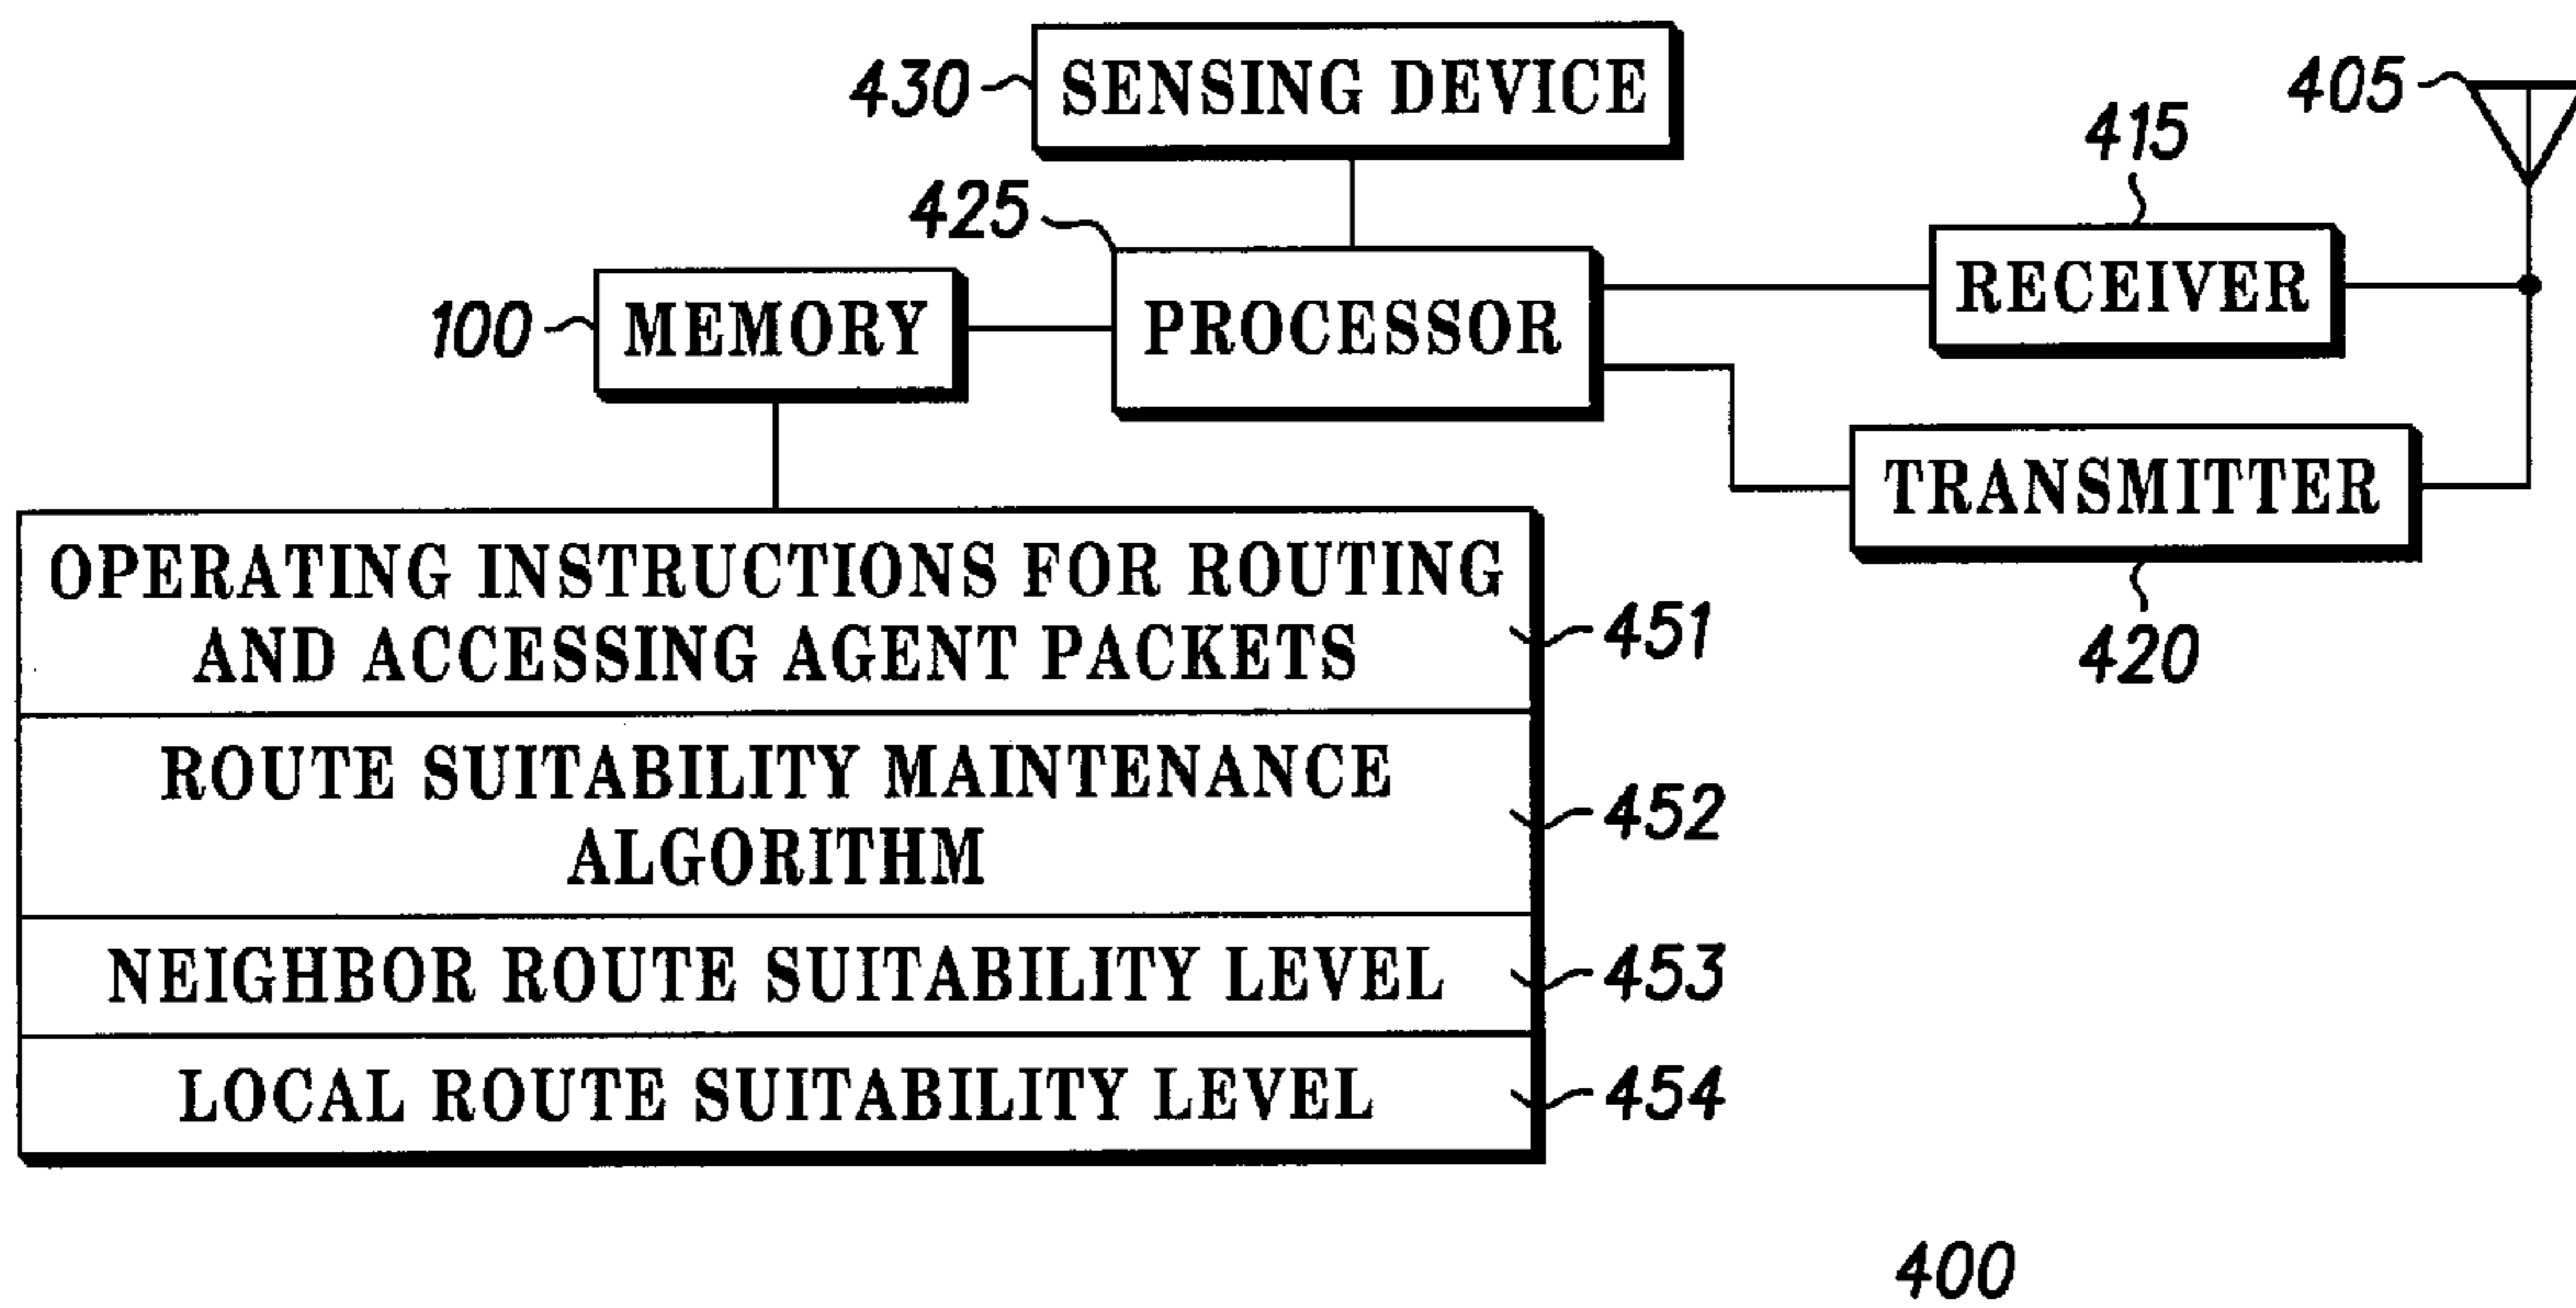 430
SENSING DEVICE
405
415
425
RECEIVER
100
MEMORY
PROCESSOR
TRANSMITTER
420
OPERATING INSTRUCTIONS FOR ROUTING
AND ACCESSING AGENT PACKETS
451
ROUTE SUITABILITY MAINTENANCE
ALGORITHM
452
NEIGHBOR ROUTE SUITABILITY LEVEL
453
LOCAL ROUTE SUITABILITY LEVEL
454
400